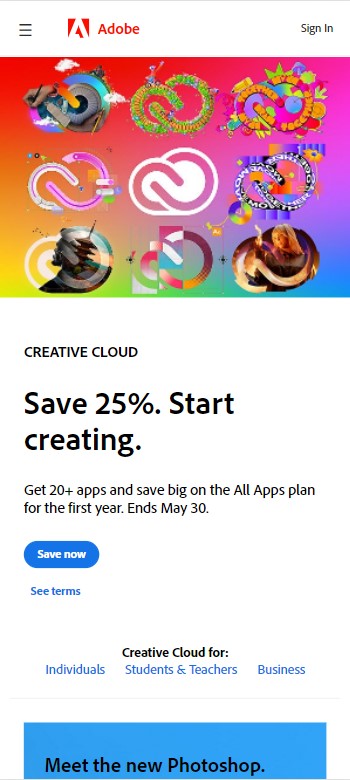 Adobe
Sign In
CREATIVE CLOUD
Save 25%. Start
creating.
Get 20+ apps and save big on the All Apps plan
for the first year. Ends May 30.
Save now
See terms
Creative Cloud for:
Individuals Students & Teachers Business
Meet the new Photoshop.